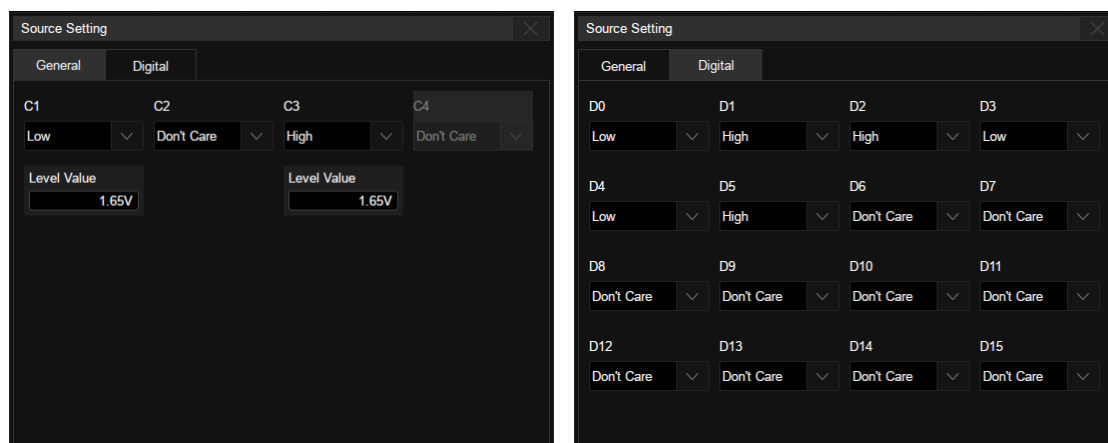 Source Setting
General Digital
C1 C2 C3 C4
Low Don't Care High Don't Care
Level Value Level Value
1.65V 1.65V
Source Setting
General Digital
D0 D1 D2 D3
Low High High Low
D4 D5 D6 D7
Low High Don't Care Don't Care
D8 D9 D10 D11
Don't Care Don't Care Don't Care Don't Care
D12 D13 D14 D15
Don't Care Don't Care Don't Care Don't Care